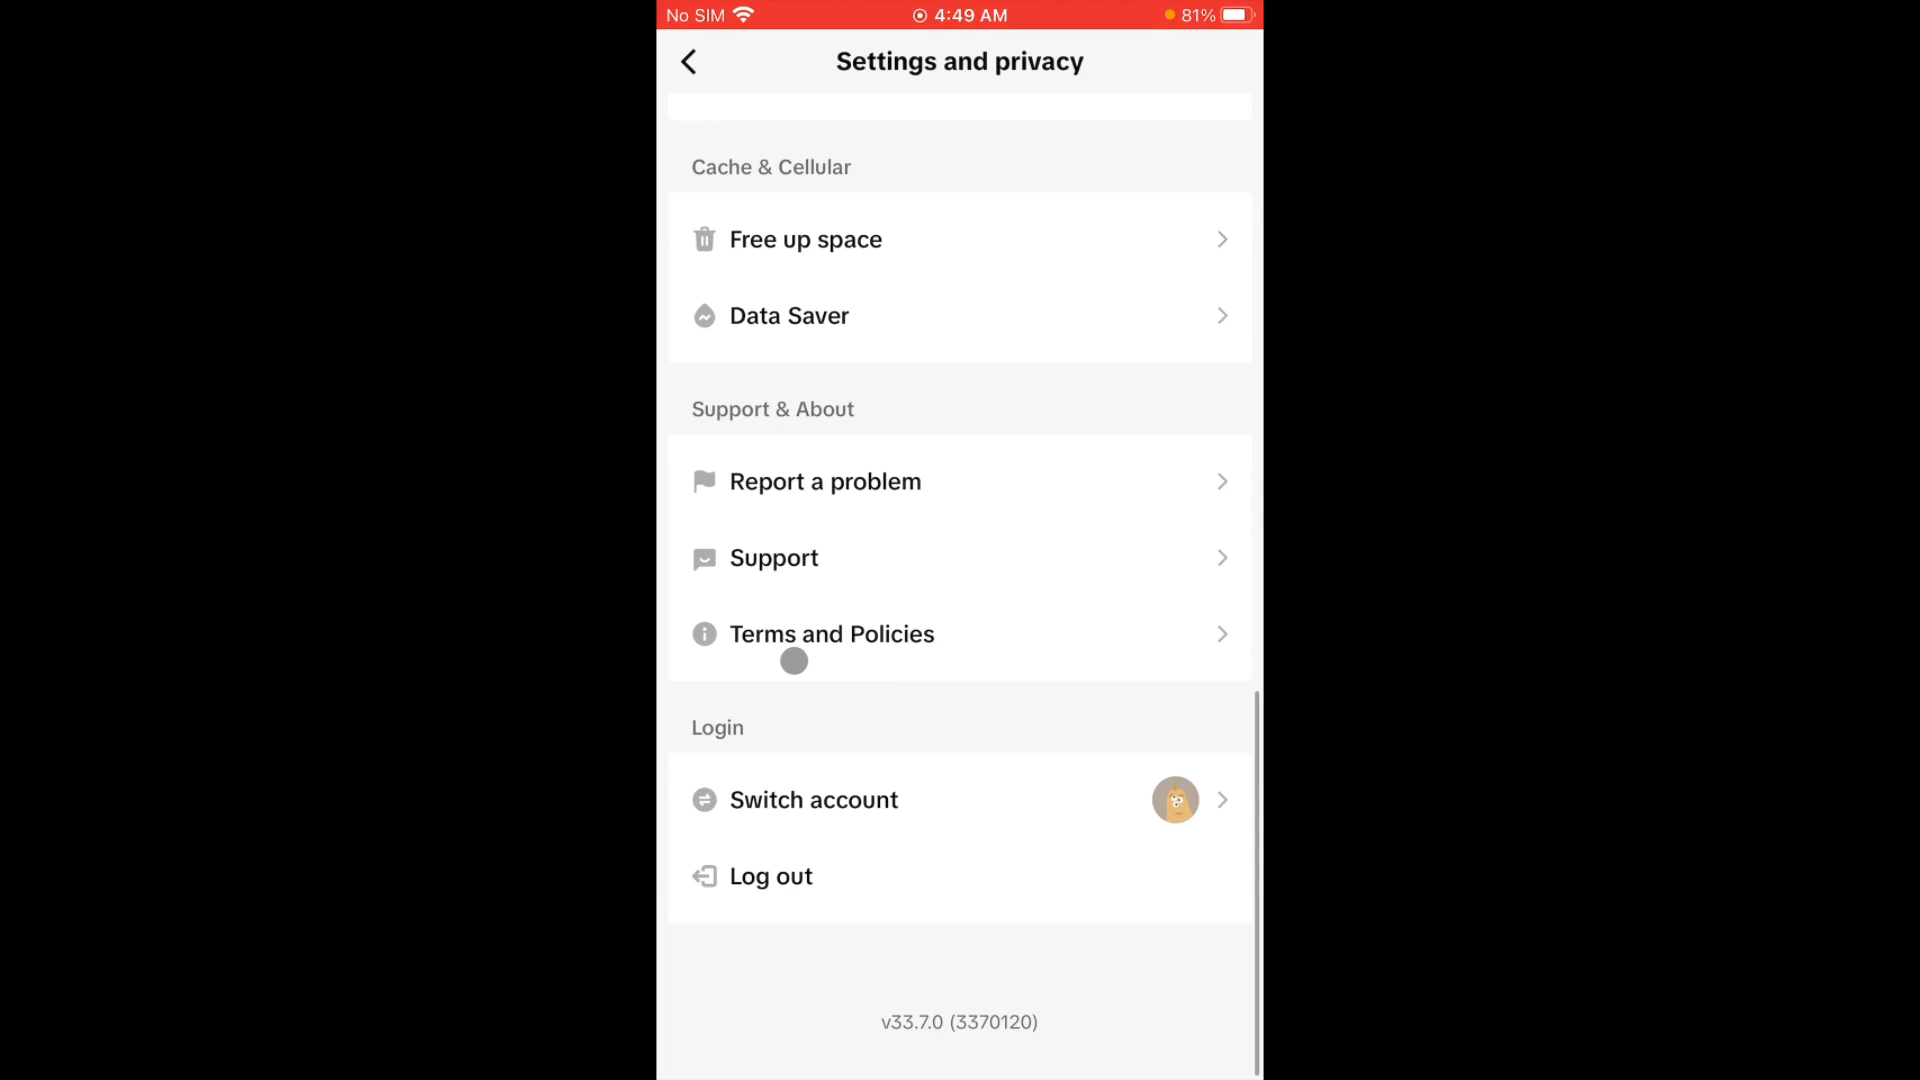 No SIM 4:49 AM 81%
Settings and privacy
Cache & Cellular
Free up space
Data Saver
Support & About
Report a problem
Support
Terms and Policies
Login
Switch account
Log out
v33.7.0 (3370120)